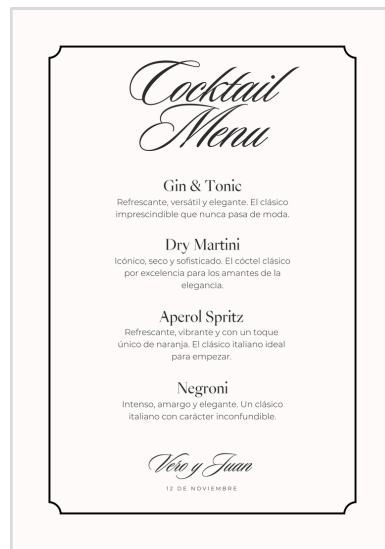 Cocktail
Menu
Gin & Tonic
Refrescante, versátil y elegante. El clásico
imprescindible que nunca pasa de moda.
Dry Martini
Icónico, seco y sofisticado. El cóctel clásico
por excelencia para los amantes de la
elegancia.
Aperol Spritz
Refrescante, vibrante y con un toque
único de naranja. El clásico italiano ideal
para empezar.
Negroni
Intenso, amargo y elegante. Un clásico
italiano con carácter inconfundible.
Vero y Juan
12 DE NOVIEMBRE